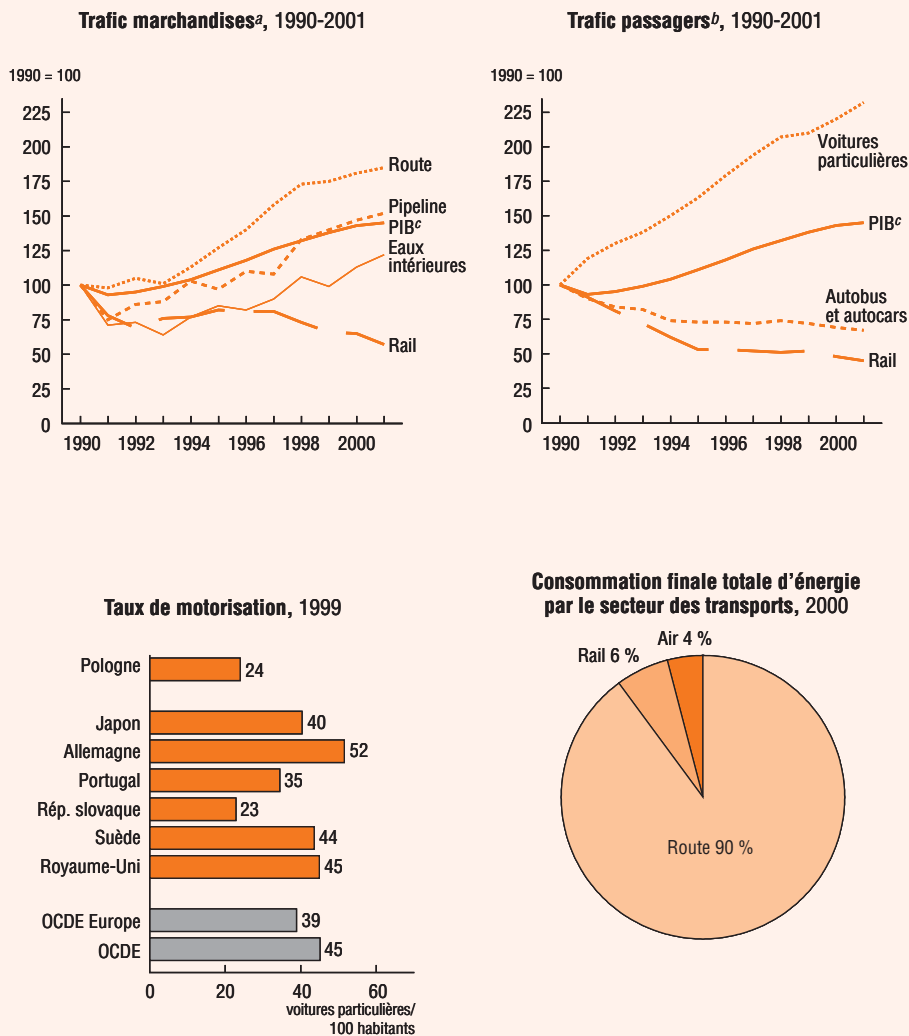 Trafic marchandisesa, 1990-2001
1990 = 100
225
200
175
150
125
100
75
50
25
0
1990 1992 1994 1996 1998 2000
Route
Pipeline
PIBc
Eaux
intérieures
Rail
Trafic passagersb, 1990-2001
1990 = 100
225
200
175
150
125
100
75
50
25
0
1990 1992 1994 1996 1998 2000
Voitures
particulières
PIBc
Autobus
et autocars
Rail
Taux de motorisation, 1999
Pologne 24
Japon 40
Allemagne 52
Portugal 35
Rép. slovaque 23
Suède 44
Royaume-Uni 45
OCDE Europe 39
OCDE 45
0 20 40 60
voitures particulières/
100 habitants
Consommation finale totale d’énergie
par le secteur des transports, 2000
Air 4 %
Rail 6 %
Route 90 %